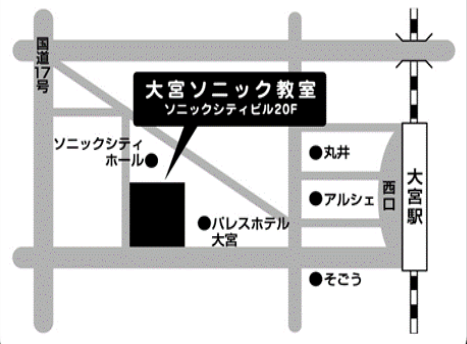 国道17号
大宮ソニック教室
ソニックシティビル20F
ソニックシティ
ホール
丸井
アルシェ
西口
大宮駅
パレスホテル
大宮
そごう